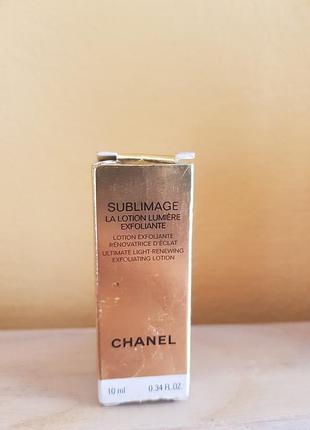 SUBLIMAGE
LA LOTION LUMIÈRE
EXFOLIANTE
LOTION EXFOLIANTE
RÉNOVATRICE D'ÉCLAT
ULTIMATE LIGHT-RENEWING
EXFOLIATING LOTION
CHANEL
10 ml 0.34 FL.OZ.